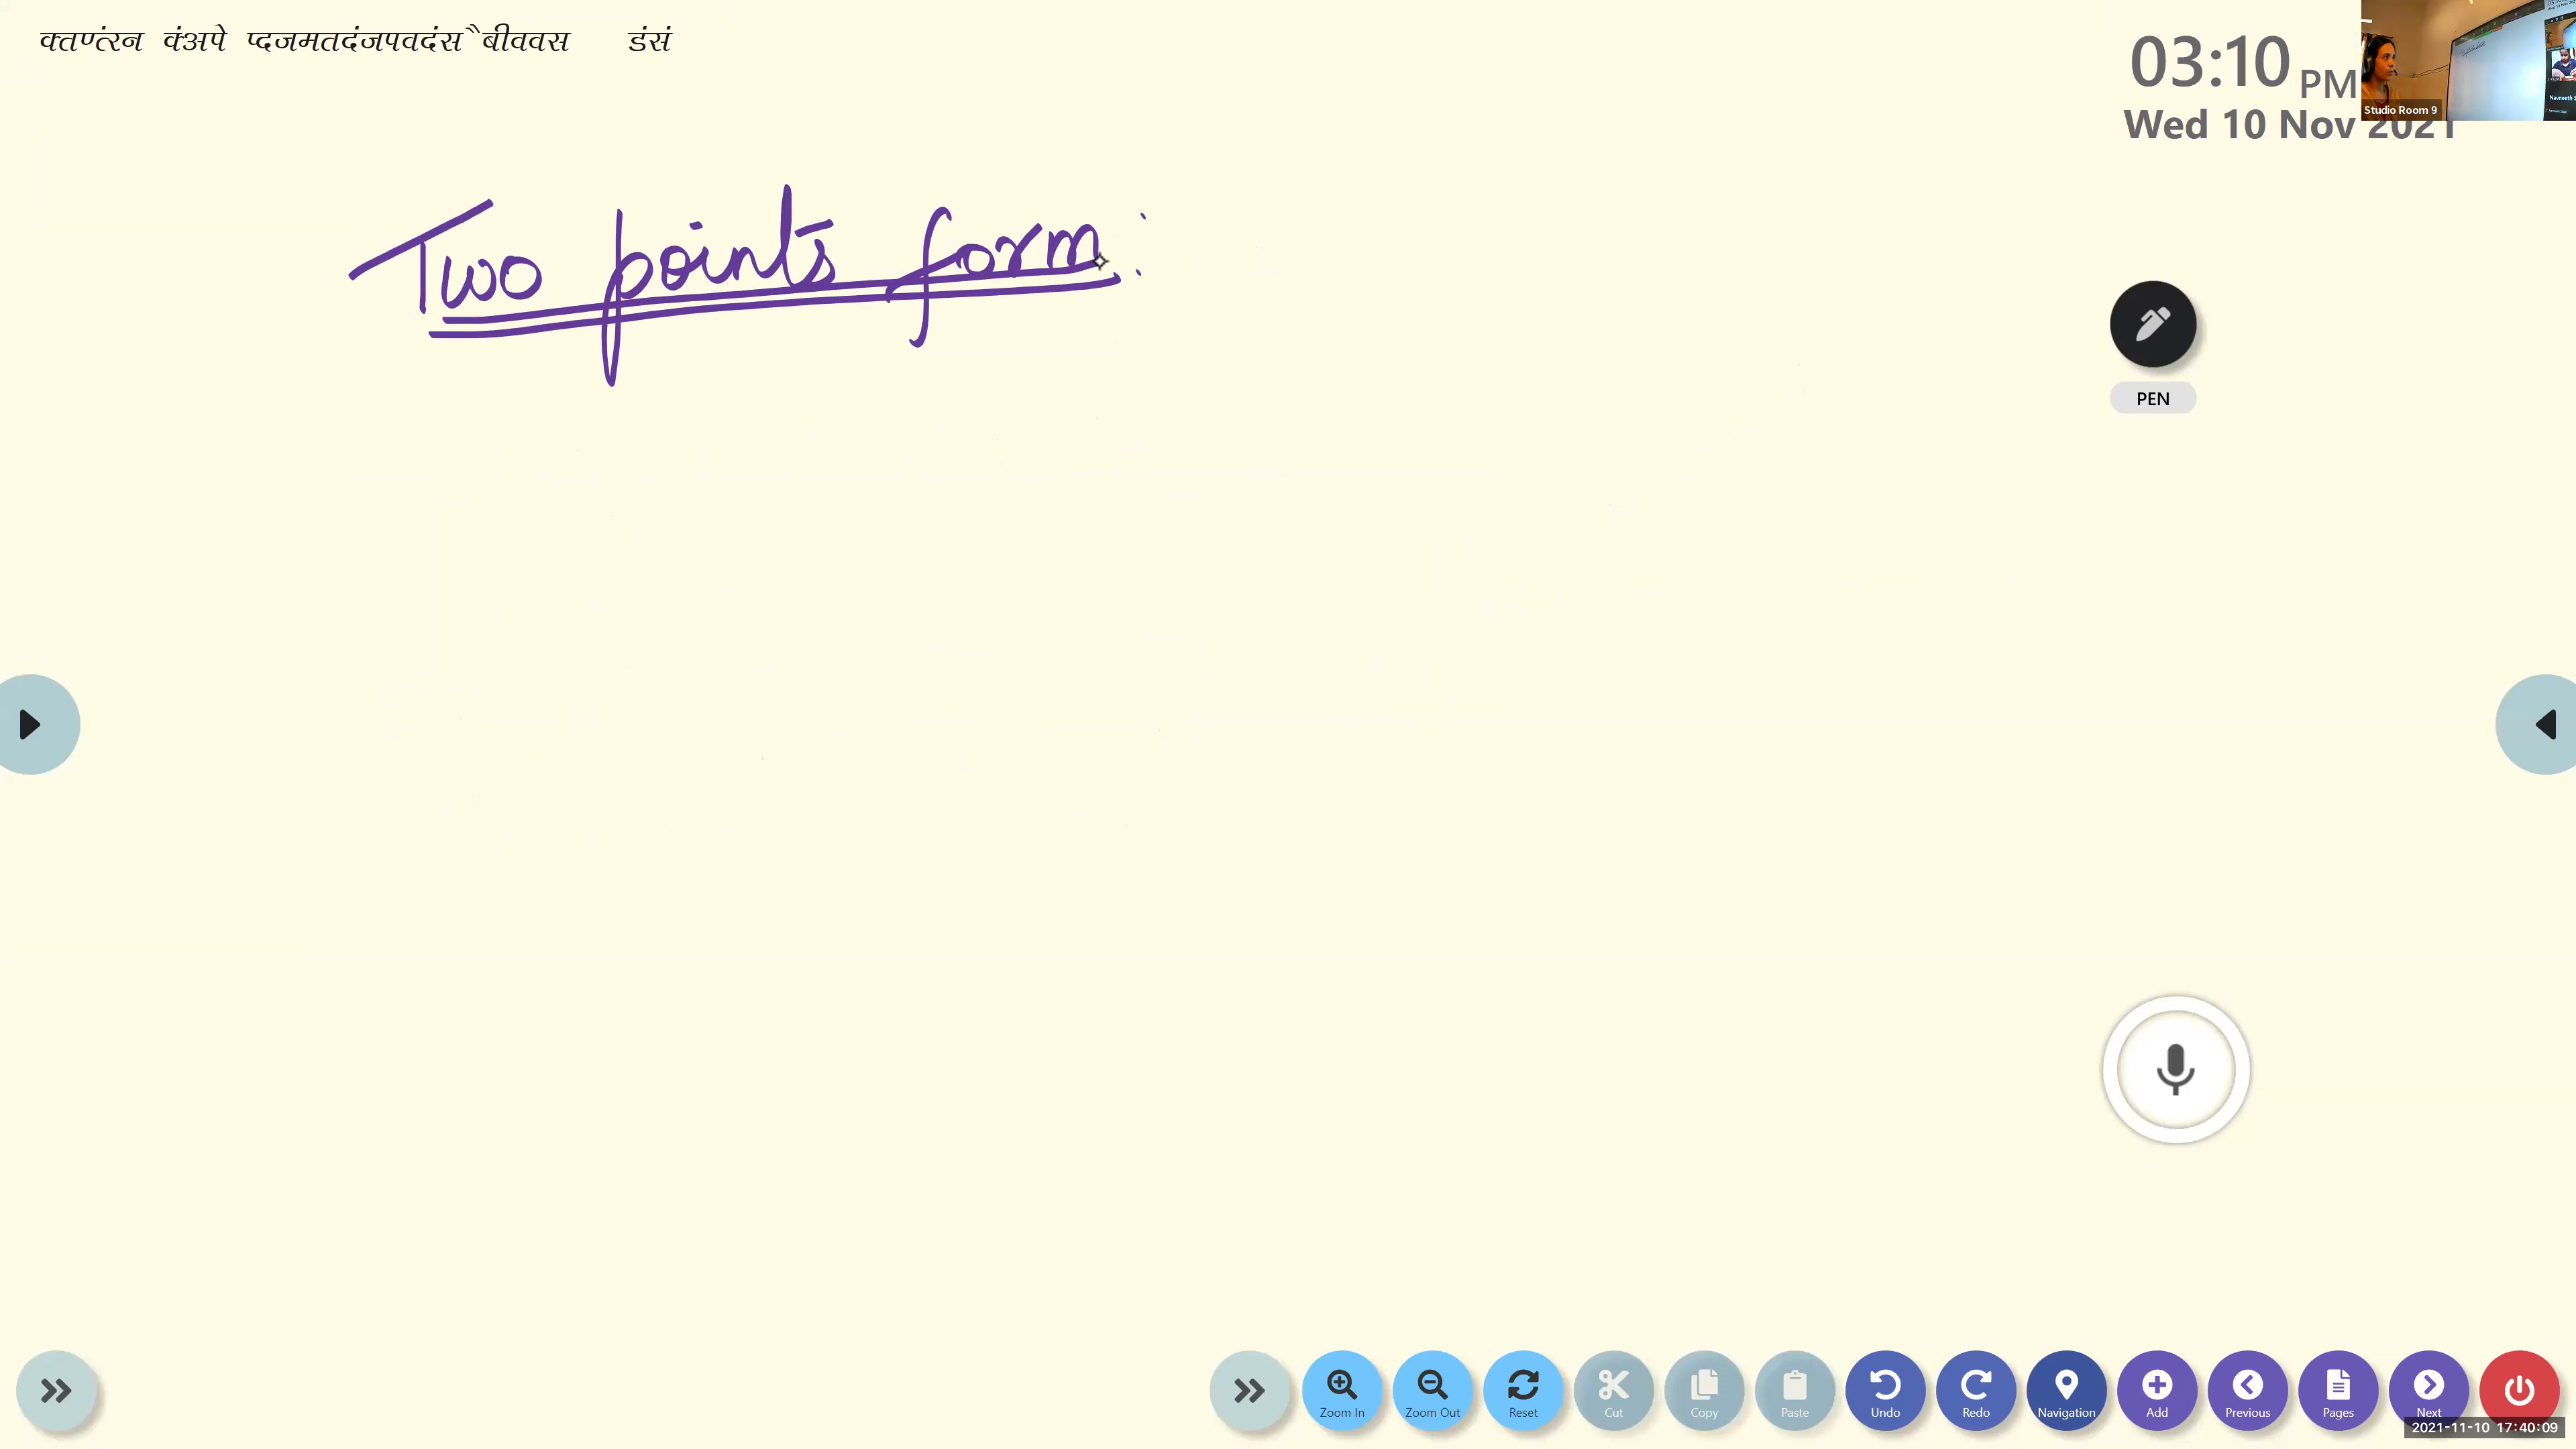 क्तण्तंरन कंअपे प्दजमतदंजपवदंस ैबीववस डंसं
03:10 PM
Wed 10 Nov 2021
Studio Room 9
Two points form:
PEN
Zoom In
Zoom Out
Reset
Cut
Copy
Paste
Undo
Redo
Navigation
Add
Previous
Pages
Next
2021-11-10 17:40:09